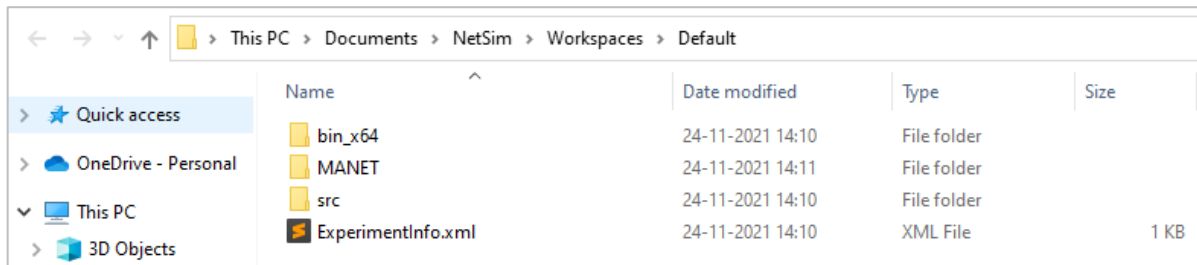 This PC > Documents > NetSim > Workspaces > Default
Name Date modified Type Size
Quick access
OneDrive - Personal
This PC
3D Objects
bin_x64 24-11-2021 14:10 File folder
MANET 24-11-2021 14:11 File folder
src 24-11-2021 14:10 File folder
ExperimentInfo.xml 24-11-2021 14:10 XML File 1 KB